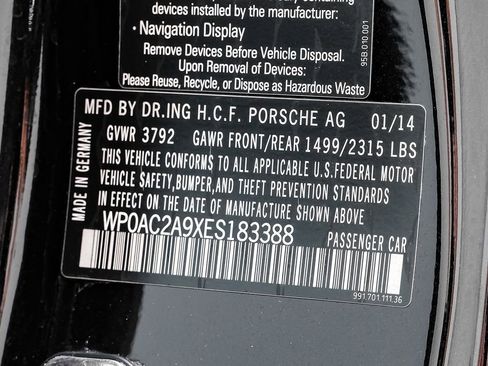 devices installed by the manufacturer:
• Navigation Display
Remove Devices Before Vehicle Disposal.
Upon Removal of Devices:
Please Reuse, Recycle, or Dispose as Hazardous Waste
95B.010.001
MFD BY DR.ING H.C.F. PORSCHE AG 01/14
GVWR 3792 GAWR FRONT/REAR 1499/2315 LBS
THIS VEHICLE CONFORMS TO ALL APPLICABLE U.S.FEDERAL MOTOR
VEHICLE SAFETY,BUMPER,AND THEFT PREVENTION STANDARDS
IN EFFECT ON THE DATE OF MANUFACTURE SHOWN ABOVE
WP0AC2A9XES183388 PASSENGER CAR
MADE IN GERMANY
991.701.111.36